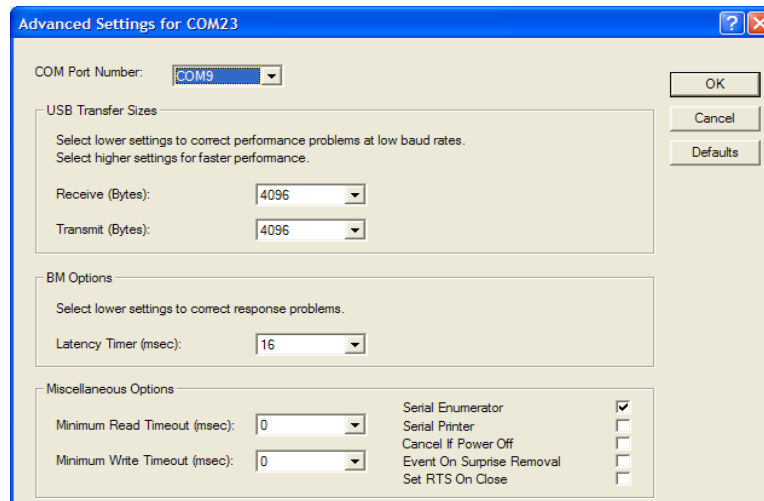 Advanced Settings for COM23
COM Port Number: COM9
OK
USB Transfer Sizes
Cancel
Select lower settings to correct performance problems at low baud rates.
Select higher settings for faster performance.
Defaults
Receive (Bytes): 4096
Transmit (Bytes): 4096
BM Options
Select lower settings to correct response problems.
Latency Timer (msec): 16
Miscellaneous Options
Minimum Read Timeout (msec): 0
Minimum Write Timeout (msec): 0
Serial Enumerator
Serial Printer
Cancel If Power Off
Event On Surprise Removal
Set RTS On Close